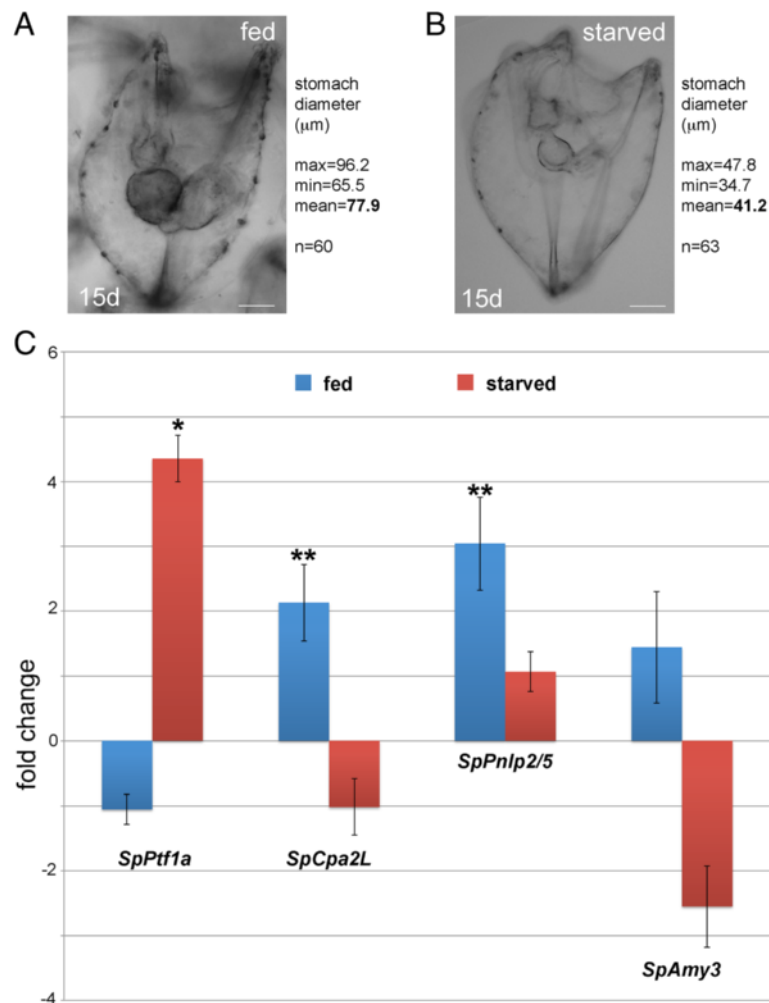 A
fed
15d
stomach
diameter
(μm)
max=96.2
min=65.5
mean=77.9
n=60
B
starved
15d
stomach
diameter
(μm)
max=47.8
min=34.7
mean=41.2
n=63
C
fed
starved
fold change
6
4
2
0
-2
-4
*
**
**
SpPtf1a
SpCpa2L
SpPnlp2/5
SpAmy3